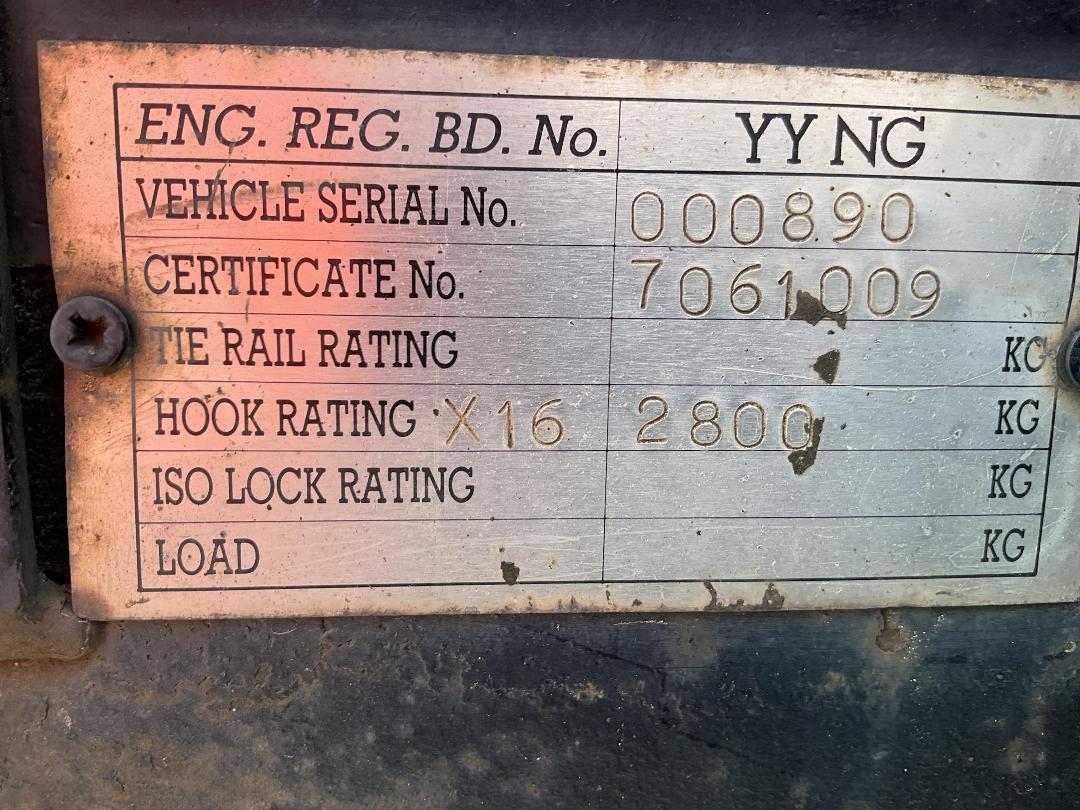 ENG. REG. BD. No. YY NG
VEHICLE SERIAL No. 000890
CERTIFICATE No. 7061009
TIE RAIL RATING KG
HOOK RATING X16 2800 KG
ISO LOCK RATING KG
LOAD KG